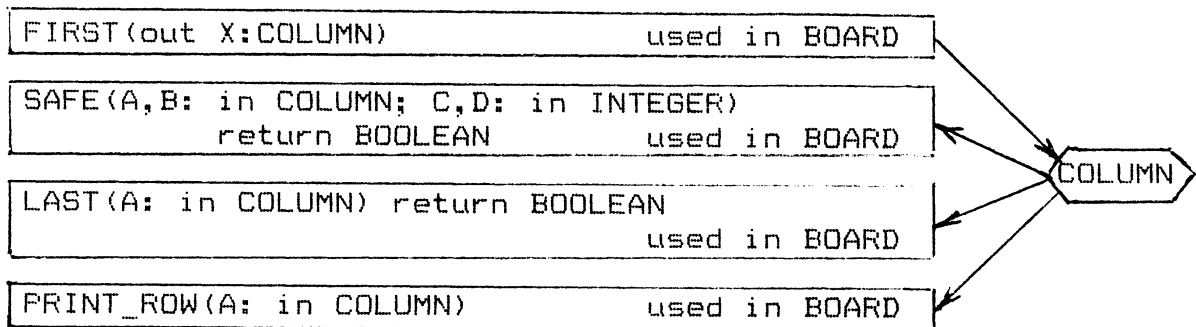 FIRST(out X:COLUMN) used in BOARD
SAFE(A,B: in COLUMN; C,D: in INTEGER)
return BOOLEAN used in BOARD
LAST(A: in COLUMN) return BOOLEAN
used in BOARD
PRINT_ROW(A: in COLUMN) used in BOARD
COLUMN